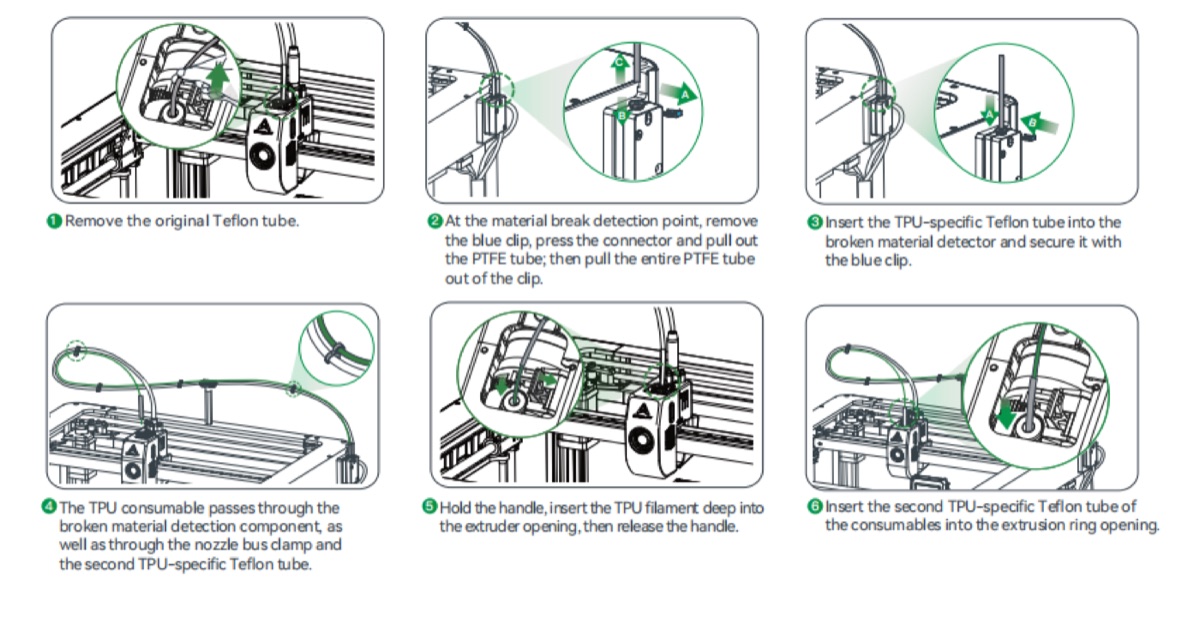 C
A
B
A
B
1 Remove the original Teflon tube.
2 At the material break detection point, remove
the blue clip, press the connector and pull out
the PTFE tube; then pull the entire PTFE tube
out of the clip.
3 Insert the TPU-specific Teflon tube into the
broken material detector and secure it with
the blue clip.
4 The TPU consumable passes through the
broken material detection component, as
well as through the nozzle bus clamp and
the second TPU-specific Teflon tube.
5 Hold the handle, insert the TPU filament deep into
the extruder opening, then release the handle.
6 Insert the second TPU-specific Teflon tube of
the consumables into the extrusion ring opening.